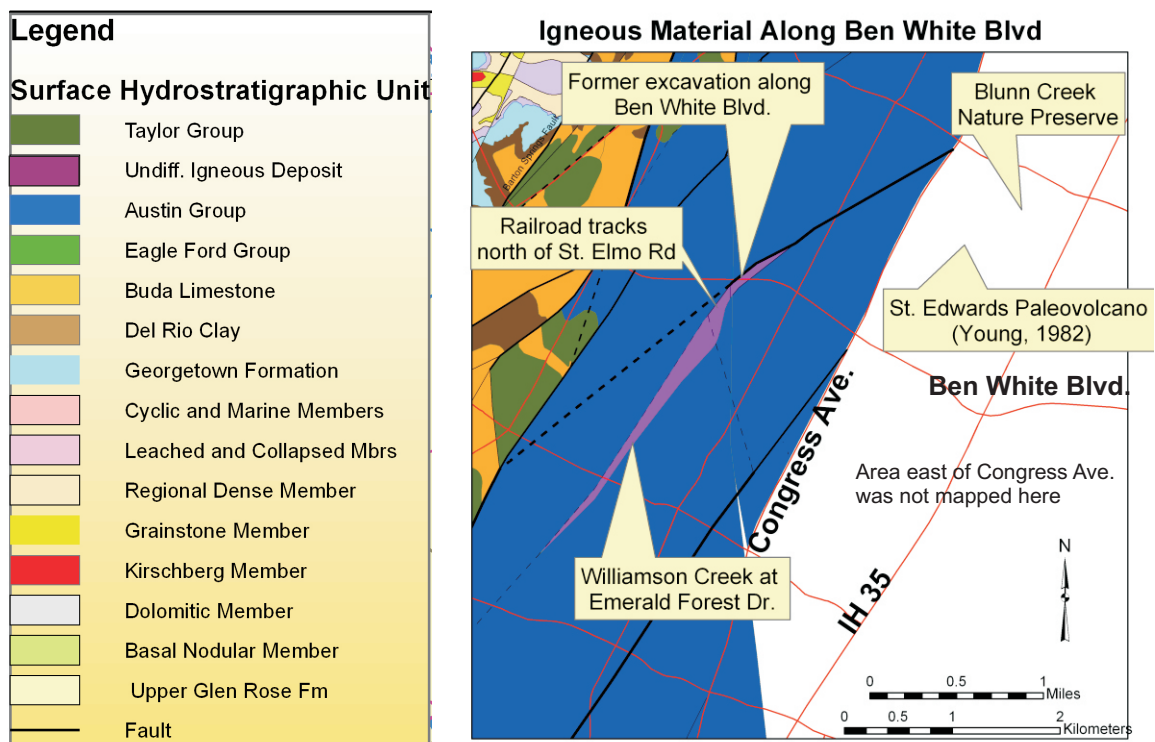 Legend
Surface Hydrostratigraphic Unit
Taylor Group
Undiff. Igneous Deposit
Austin Group
Eagle Ford Group
Buda Limestone
Del Rio Clay
Georgetown Formation
Cyclic and Marine Members
Leached and Collapsed Mbrs
Regional Dense Member
Grainstone Member
Kirschberg Member
Dolomitic Member
Basal Nodular Member
Upper Glen Rose Fm
Fault
Igneous Material Along Ben White Blvd
Former excavation along
Ben White Blvd.
Blunn Creek
Nature Preserve
Barton Springs Fault
Railroad tracks
north of St. Elmo Rd
St. Edwards Paleovolcano
(Young, 1982)
Ben White Blvd.
Congress Ave.
Area east of Congress Ave.
was not mapped here
Williamson Creek at
Emerald Forest Dr.
IH 35
N
0 0.5 1
Miles
0 0.5 1 2
Kilometers